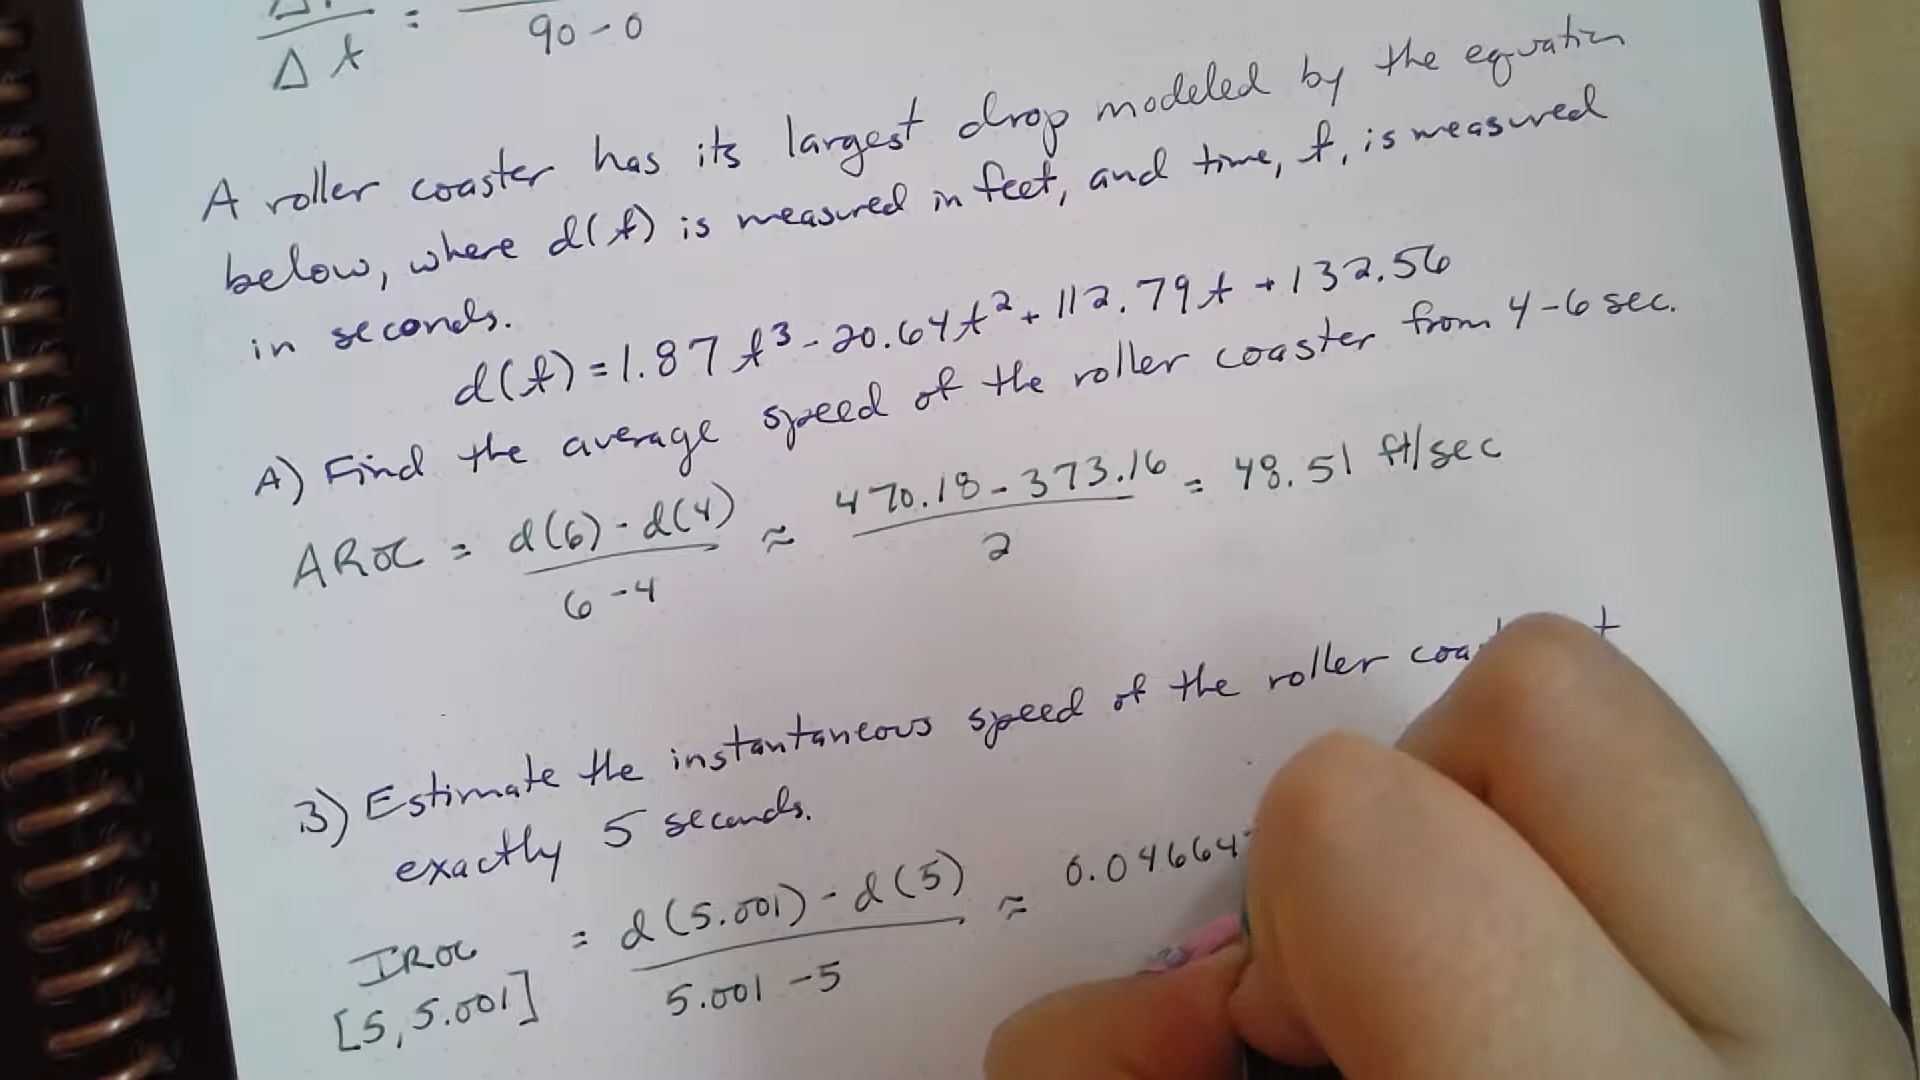 Δ t = 90 - 0
A roller coaster has its largest drop modeled by the equation
below, where d(t) is measured in feet, and time, t, is measured
in seconds.
d(t) = 1.87 t³ - 20.64t² + 112.79t + 132.56
A) Find the average speed of the roller coaster from 4-6 sec.
AROC = d(6) - d(4) / 6 - 4 ≈ 470.18 - 373.16 / 2 = 48.51 ft/sec
B) Estimate the instantaneous speed of the roller
exactly 5 seconds.
IROC = d(5.001) - d(5) / 5.001 - 5 ≈ 0.04664
[5, 5.001]